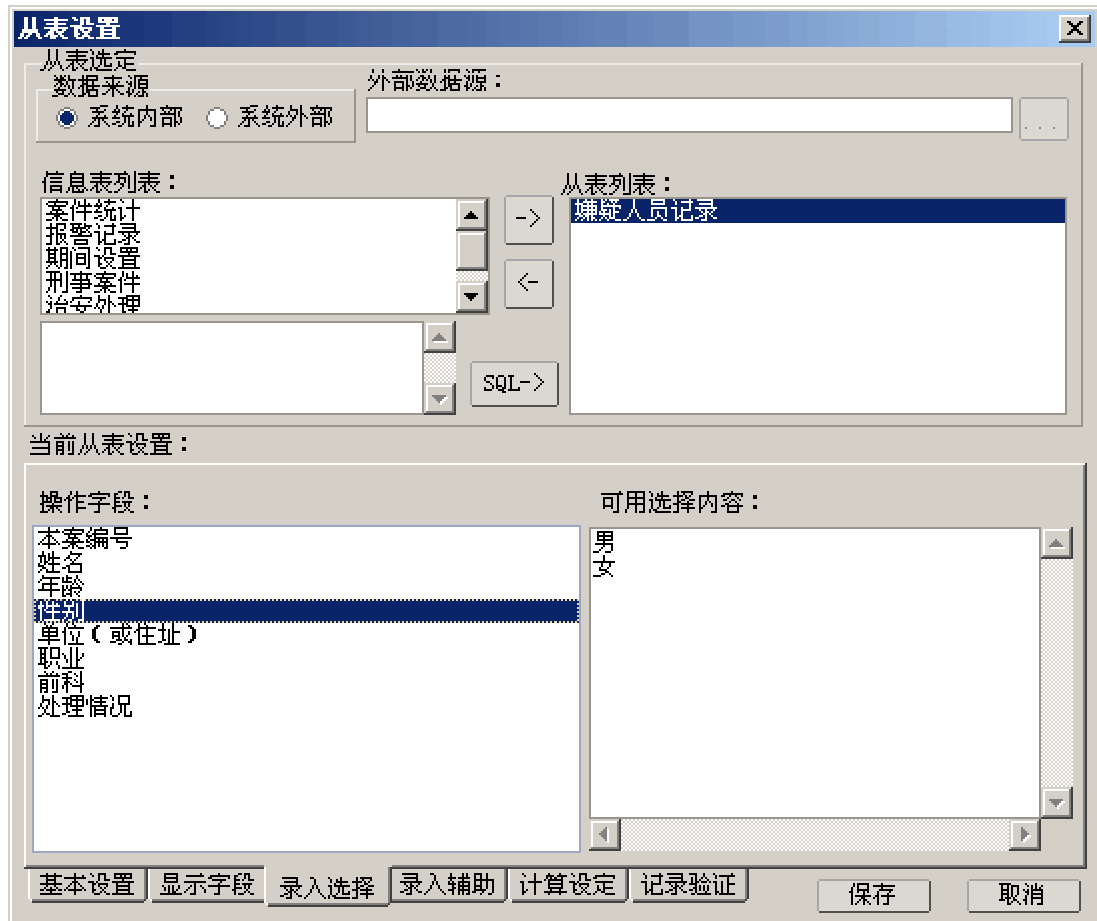 从表设置
从表选定
数据来源
系统内部 系统外部
外部数据源：
...
信息表列表：
案件统计
报警记录
期间设置
刑事案件
治安处理
->
<-
SQL->
从表列表：
嫌疑人员记录
当前从表设置：
操作字段：
本案编号
姓名
年龄
性别
单位(或住址)
职业
前科
处理情况
可用选择内容：
男
女
基本设置 显示字段 录入选择 录入辅助 计算设定 记录验证
保存 取消